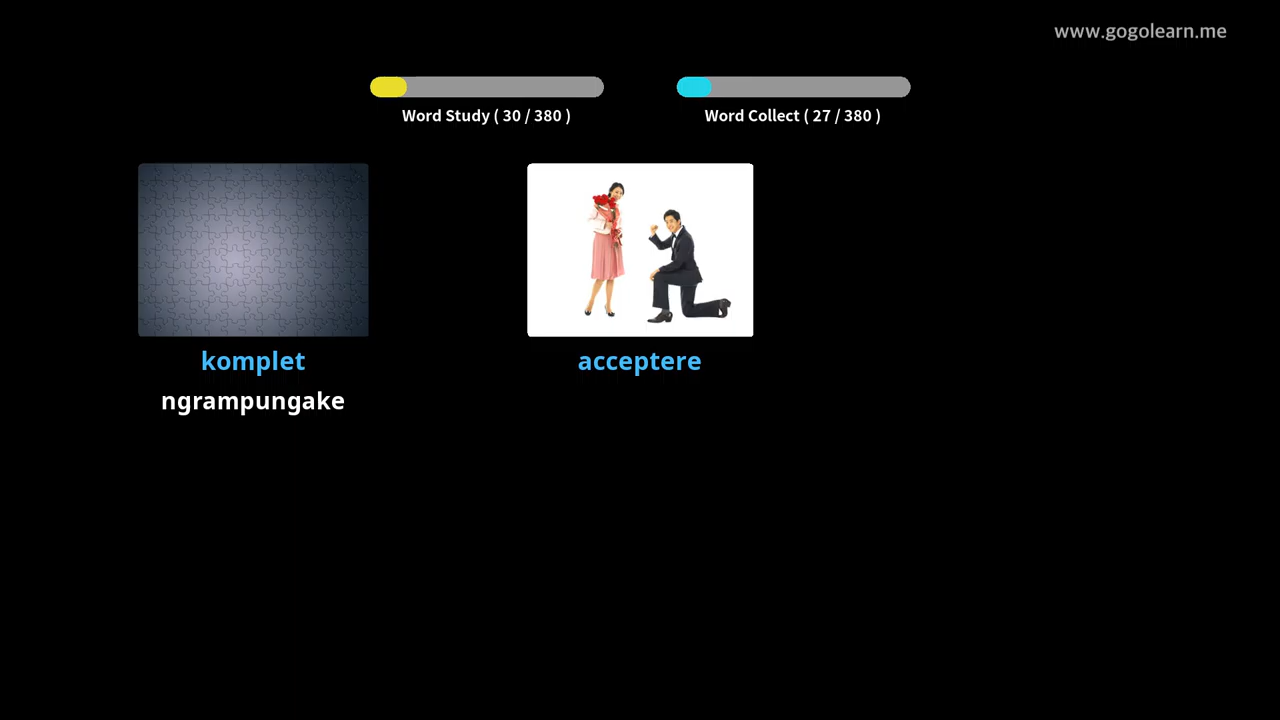 www.gogolearn.me
Word Study ( 30 / 380 )
Word Collect ( 27 / 380 )
komplet
ngrampungake
acceptere